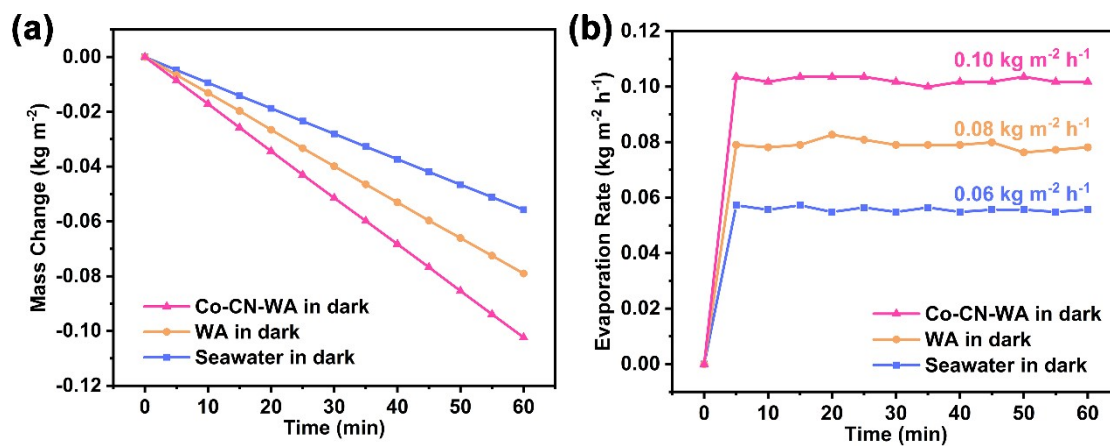 (a)
0.00
-0.02
-0.04
-0.06
-0.08
-0.10
-0.12
Mass Change (kg m-2)
Co-CN-WA in dark
WA in dark
Seawater in dark
0 10 20 30 40 50 60
Time (min)
(b)
0.12
0.10
0.08
0.06
0.04
0.02
0.00
Evaporation Rate (kg m-2 h-1)
0.10 kg m-2 h-1
0.08 kg m-2 h-1
0.06 kg m-2 h-1
Co-CN-WA in dark
WA in dark
Seawater in dark
0 10 20 30 40 50 60
Time (min)